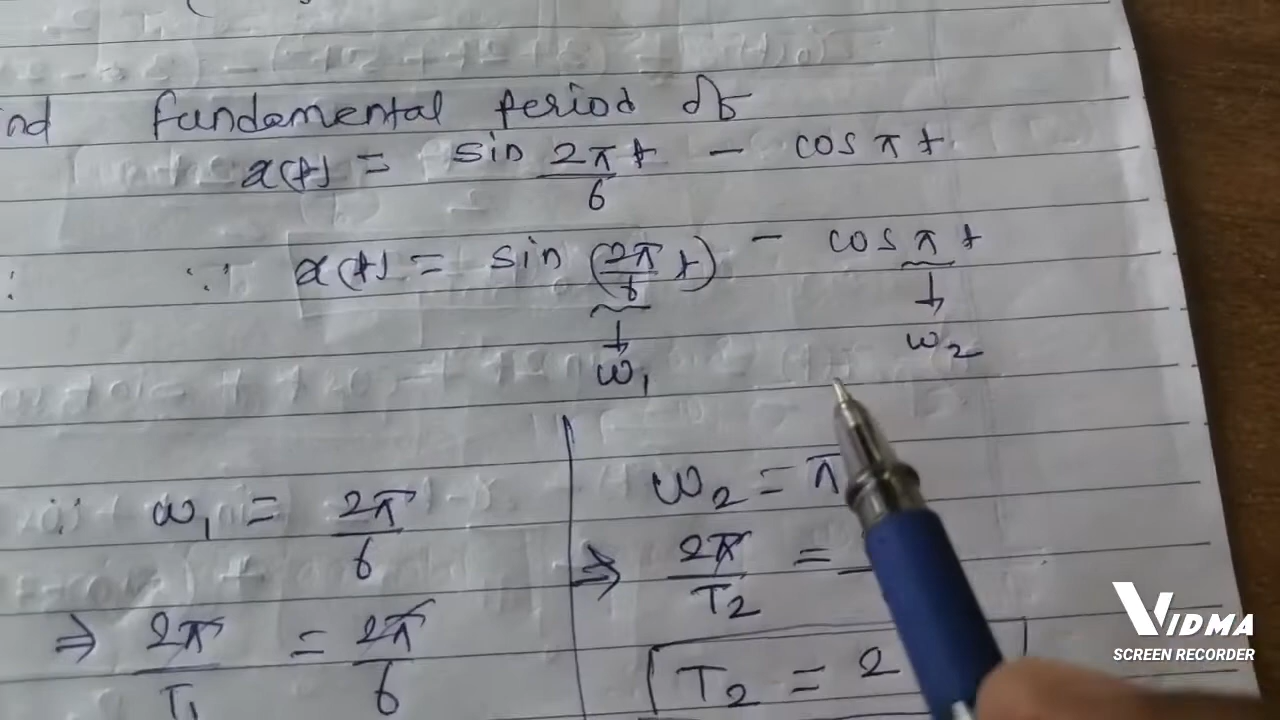 nd fundamental period of
x(t) = sin 2π/6 t - cos π t
∵ x(t) = sin (2π/6 t) - cos π t
↓ ω1
↓ ω2
∵ ω1 = 2π/6
⇒ 2π/T1 = 2π/6
ω2 = π
⇒ 2π/T2 =
T2 = 2
VIDMA
SCREEN RECORDER